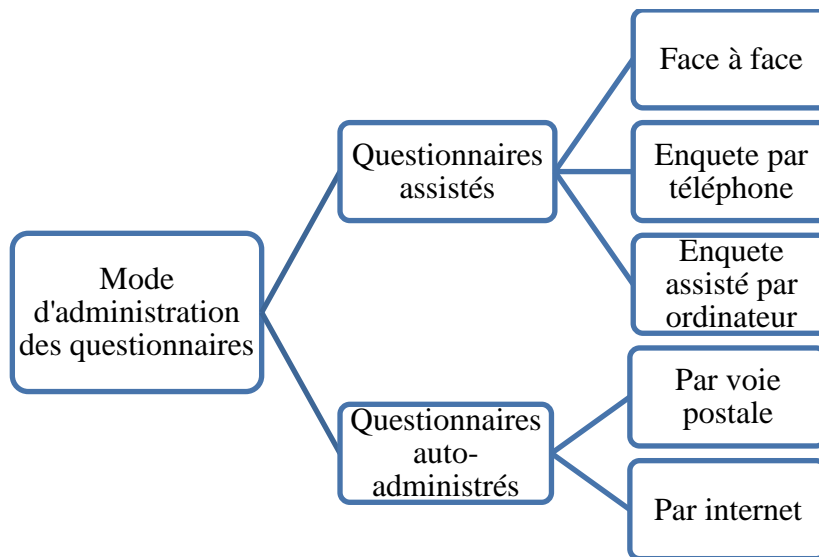 Mode
d'administration
des questionnaires
Questionnaires
assistés
Face à face
Enquete par
téléphone
Enquete
assisté par
ordinateur
Questionnaires
auto-
administrés
Par voie
postale
Par internet